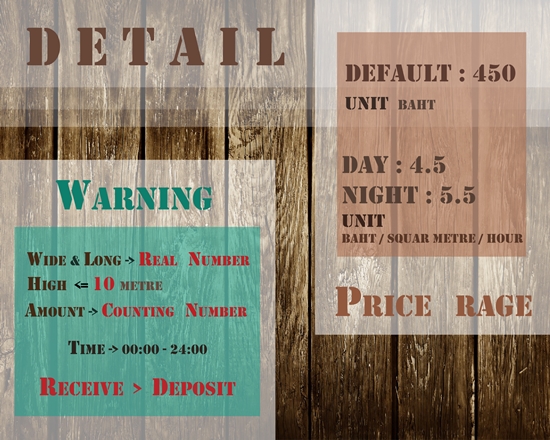 DETAIL
WARNING
WIDE & LONG -> REAL NUMBER
HIGH <= 10 METRE
AMOUNT -> COUNTING NUMBER
TIME -> 00:00 - 24:00
RECEIVE > DEPOSIT
DEFAULT : 450
UNIT BAHT
DAY : 4.5
NIGHT : 5.5
UNIT
BAHT / SQUAR METRE / HOUR
PRICE RAGE